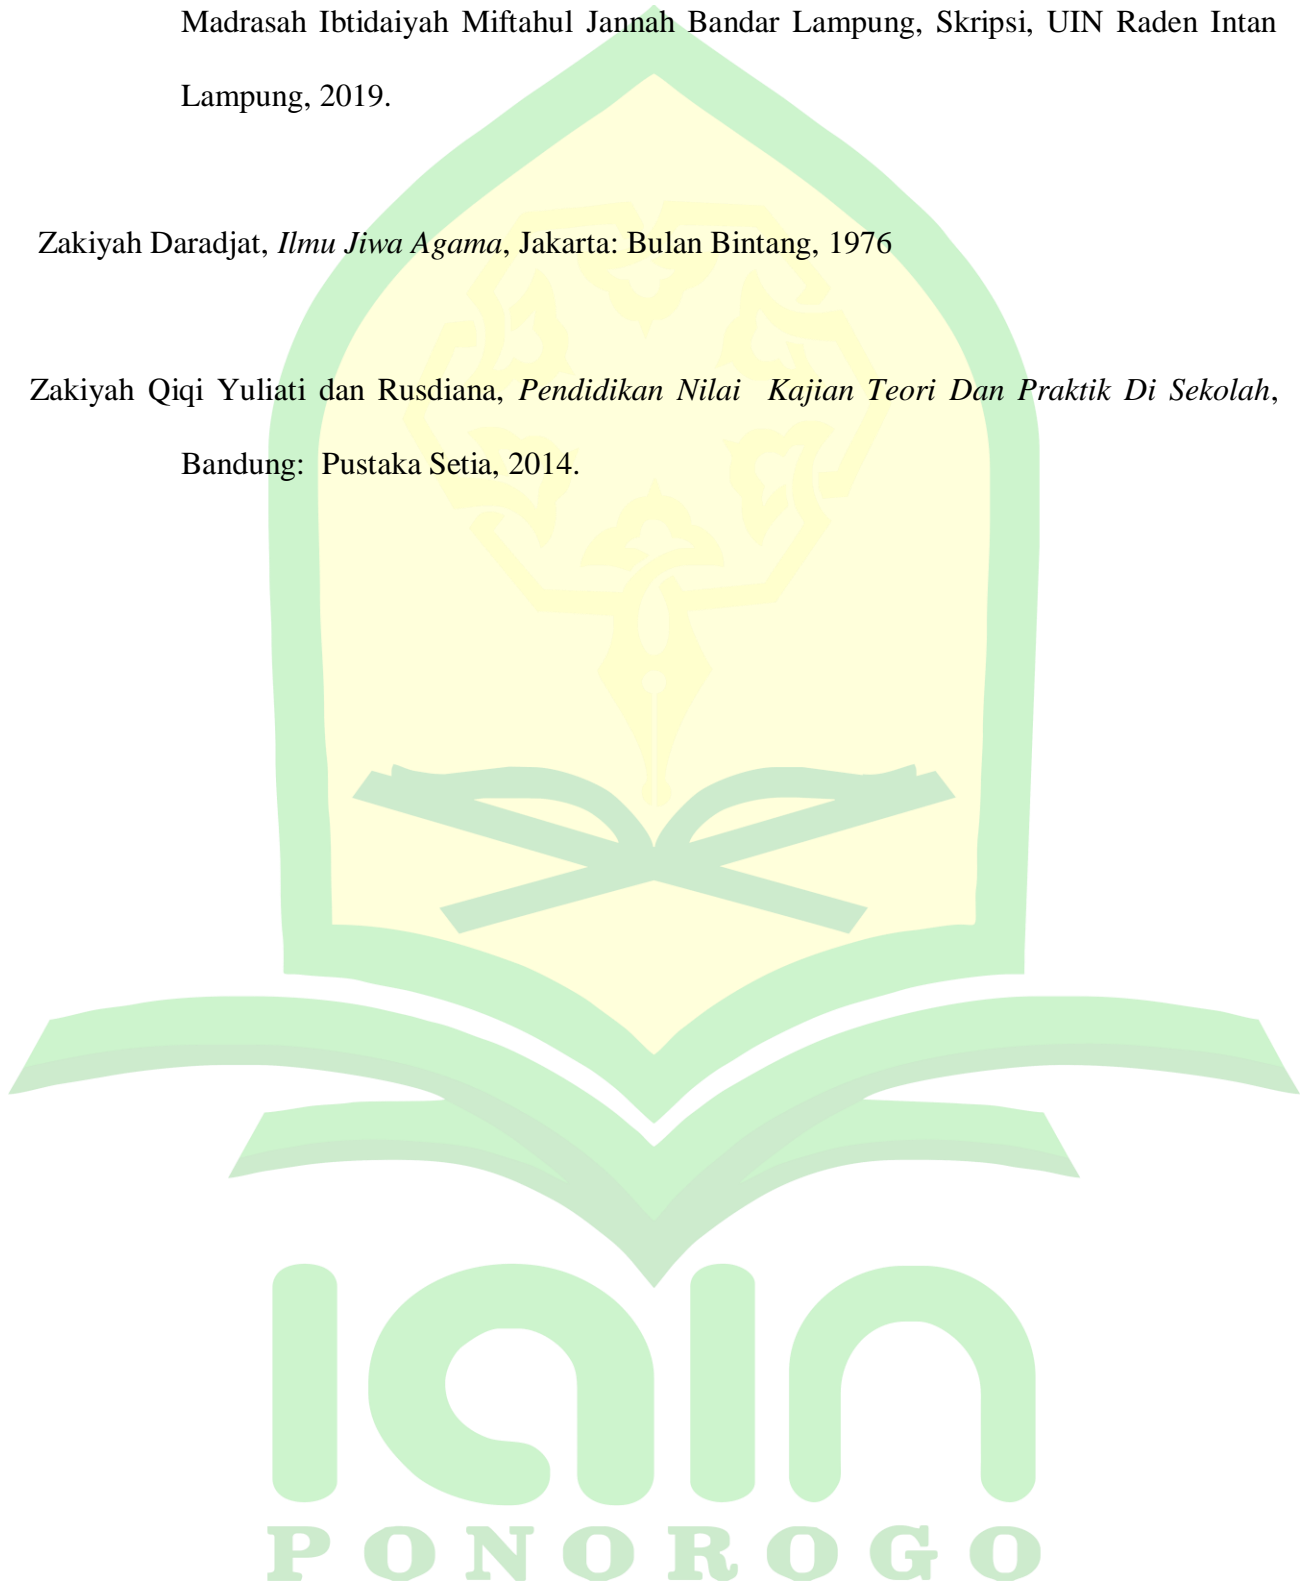 Madrasah Ibtidaiyah Miftahul Jannah Bandar Lampung, Skripsi, UIN Raden Intan
Lampung, 2019.
Zakiyah Daradjat, Ilmu Jiwa Agama, Jakarta: Bulan Bintang, 1976
Zakiyah Qiqi Yuliati dan Rusdiana, Pendidikan Nilai Kajian Teori Dan Praktik Di Sekolah,
Bandung: Pustaka Setia, 2014.
iain
PONOROGO